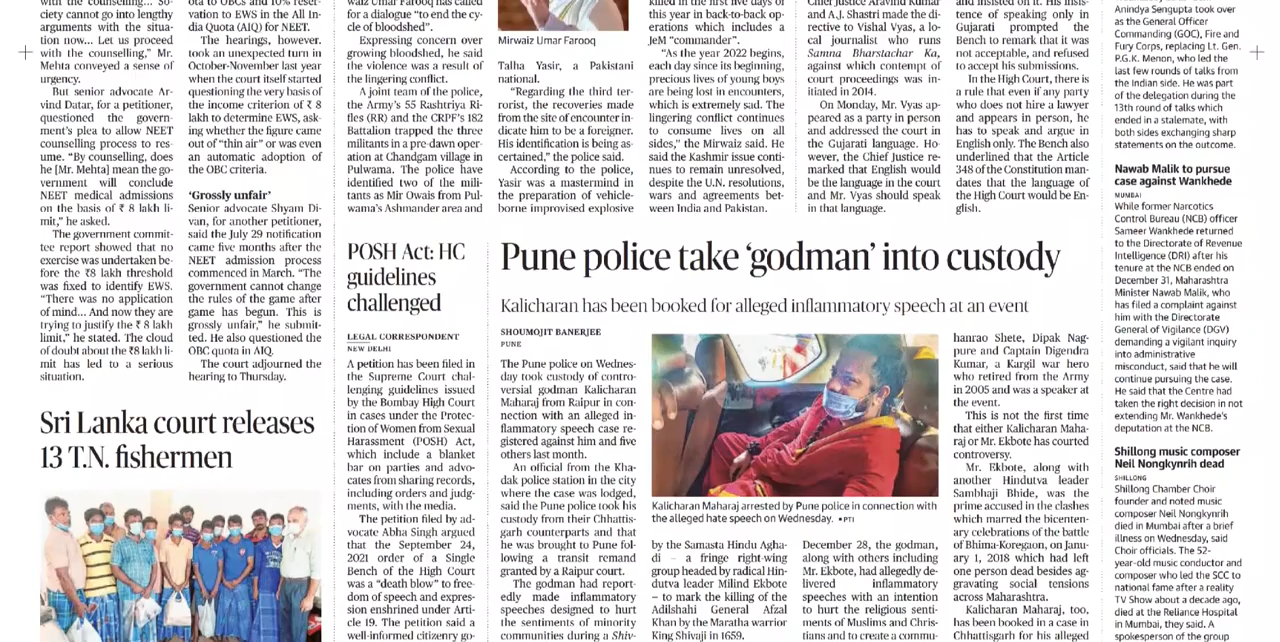 with the counselling... So-
ciety cannot go into lengthy
arguments with the situa-
tion now... Let us proceed
with the counselling,” Mr.
Mehta conveyed a sense of
urgency.
But senior advocate Ar-
vind Datar, for a petitioner,
questioned the govern-
ment’s plea to allow NEET
counselling process to res-
ume. “By counselling, does
he [Mr. Mehta] mean the go-
vernment will conclude
NEET medical admissions
on the basis of ₹ 8 lakh li-
mit,” he asked.
The government commit-
tee report showed that no
exercise was undertaken be-
fore the ₹8 lakh threshold
was fixed to identify EWS.
“There was no application
of mind... And now they are
trying to justify the ₹ 8 lakh
limit,” he stated. The cloud
of doubt about the ₹8 lakh li-
mit has led to a serious
situation.
ota to OBCs and 10% reser-
vation to EWS in the All In-
dia Quota (AIQ) for NEET.
The hearings, however,
took an unexpected turn in
October-November last year
when the court itself started
questioning the very basis of
the income criterion of ₹ 8
lakh to determine EWS, ask-
ing whether the figure came
out of “thin air” or was even
an automatic adoption of
the OBC criteria.
‘Grossly unfair’
Senior advocate Shyam Di-
van, for another petitioner,
said the July 29 notification
came five months after the
NEET admission process
commenced in March. “The
government cannot change
the rules of the game after
game has begun. This is
grossly unfair,” he submit-
ted. He also questioned the
OBC quota in AIQ.
The court adjourned the
hearing to Thursday.
Sri Lanka court releases
13 T.N. fishermen
waiz Umar Farooq has called
for a dialogue “to end the cy-
cle of bloodshed”.
Expressing concern over
growing bloodshed, he said
the violence was a result of
the lingering conflict.
A joint team of the police,
the Army’s 55 Rashtriya Ri-
fles (RR) and the CRPF’s 182
Battalion trapped the three
militants in a pre-dawn oper-
ation at Chandgam village in
Pulwama. The police have
identified two of the mili-
tants as Mir Owais from Pul-
wama’s Ashmander area and
Mirwaiz Umar Farooq
Talha Yasir, a Pakistani
national.
“Regarding the third ter-
rorist, the recoveries made
from the site of encounter in-
dicate him to be a foreigner.
His identification is being as-
certained,” the police said.
According to the police,
Yasir was a mastermind in
the preparation of vehicle-
borne improvised explosive
killed in the first five days of
this year in back-to-back op-
erations which includes a
JeM “commander”.
“As the year 2022 begins,
each day since its beginning,
precious lives of young boys
are being lost in encounters,
which is extremely sad. The
lingering conflict continues
to consume lives on all
sides,” the Mirwaiz said. He
said the Kashmir issue conti-
nues to remain unresolved,
despite the U.N. resolutions,
wars and agreements bet-
ween India and Pakistan.
Chief Justice Aravind Kumar
and A.J. Shastri made the di-
rective to Vishal Vyas, a lo-
cal journalist who runs
Samna Bharstachar Ka,
against which contempt of
court proceedings was in-
itiated in 2014.
On Monday, Mr. Vyas ap-
peared as a party in person
and addressed the court in
the Gujarati language. Ho-
wever, the Chief Justice re-
marked that English would
be the language in the court
and Mr. Vyas should speak
in that language.
and insisted on it. His insis-
tence of speaking only in
Gujarati prompted the
Bench to remark that it was
not acceptable, and refused
to accept his submissions.
In the High Court, there is
a rule that even if any party
who does not hire a lawyer
and appears in person, he
has to speak and argue in
English only. The Bench also
underlined that the Article
348 of the Constitution man-
dates that the language of
the High Court would be En-
glish.
POSH Act: HC
guidelines
challenged
LEGAL CORRESPONDENT
NEW DELHI
A petition has been filed in
the Supreme Court chal-
lenging guidelines issued
by the Bombay High Court
in cases under the Protec-
tion of Women from Sexual
Harassment (POSH) Act,
which include a blanket
bar on parties and advo-
cates from sharing records,
including orders and judg-
ments, with the media.
The petition filed by ad-
vocate Abha Singh argued
that the September 24,
2021 order of a Single
Bench of the High Court
was a “death blow” to free-
dom of speech and expres-
sion enshrined under Arti-
cle 19. The petition said a
well-informed citizenry go-
Pune police take ‘godman’ into custody
Kalicharan has been booked for alleged inflammatory speech at an event
SHOUMOJIT BANERJEE
PUNE
The Pune police on Wednes-
day took custody of contro-
versial godman Kalicharan
Maharaj from Raipur in con-
nection with an alleged in-
flammatory speech case re-
gistered against him and five
others last month.
An official from the Kha-
dak police station in the city
where the case was lodged,
said the Pune police took his
custody from their Chhattis-
garh counterparts and that
he was brought to Pune fol-
lowing a transit remand
granted by a Raipur court.
The godman had report-
edly made inflammatory
speeches designed to hurt
the sentiments of minority
communities during a Shiv-
Kalicharan Maharaj arrested by Pune police in connection with
the alleged hate speech on Wednesday. •PTI
by the Samasta Hindu Agha-
di – a fringe right-wing
group headed by radical Hin-
dutva leader Milind Ekbote
– to mark the killing of the
Adilshahi General Afzal
Khan by the Maratha warrior
King Shivaji in 1659.
December 28, the godman,
along with others including
Mr. Ekbote, had allegedly de-
livered inflammatory
speeches with an intention
to hurt the religious senti-
ments of Muslims and Chris-
tians and to create a commu-
hanrao Shete, Dipak Nag-
pure and Captain Digendra
Kumar, a Kargil war hero
who retired from the Army
in 2005 and was a speaker at
the event.
This is not the first time
that either Kalicharan Maha-
raj or Mr. Ekbote has courted
controversy.
Mr. Ekbote, along with
another Hindutva leader
Sambhaji Bhide, was the
prime accused in the clashes
which marred the bicenten-
ary celebrations of the battle
of Bhima-Koregaon, on Janu-
ary 1, 2018 which had left
one person dead besides ag-
gravating social tensions
across Maharashtra.
Kalicharan Maharaj, too,
has been booked in a case in
Chhattisgarh for his alleged
Anindya Sengupta took over
as the General Officer
Commanding (GOC), Fire and
Fury Corps, replacing Lt. Gen.
P.G.K. Menon, who led the
last few rounds of talks from
the Indian side. He was part
of the delegation during the
13th round of talks which
ended in a stalemate, with
both sides exchanging sharp
statements on the outcome.
Nawab Malik to pursue
case against Wankhede
MUMBAI
While former Narcotics
Control Bureau (NCB) officer
Sameer Wankhede returned
to the Directorate of Revenue
Intelligence (DRI) after his
tenure at the NCB ended on
December 31, Maharashtra
Minister Nawab Malik, who
has filed a complaint against
him with the Directorate
General of Vigilance (DGV)
demanding a vigilant inquiry
into administrative
misconduct, said that he will
continue pursuing the case.
He said that the Centre had
taken the right decision in not
extending Mr. Wankhede’s
deputation at the NCB.
Shillong music composer
Neil Nongkynrih dead
SHILLONG
Shillong Chamber Choir
founder and noted music
composer Neil Nongkynrih
died in Mumbai after a brief
illness on Wednesday, said
Choir officials. The 52-
year-old music conductor and
composer who led the SCC to
national fame after a reality
TV Show about a decade ago,
died at the Reliance Hospital
in Mumbai, they said. A
spokesperson of the group